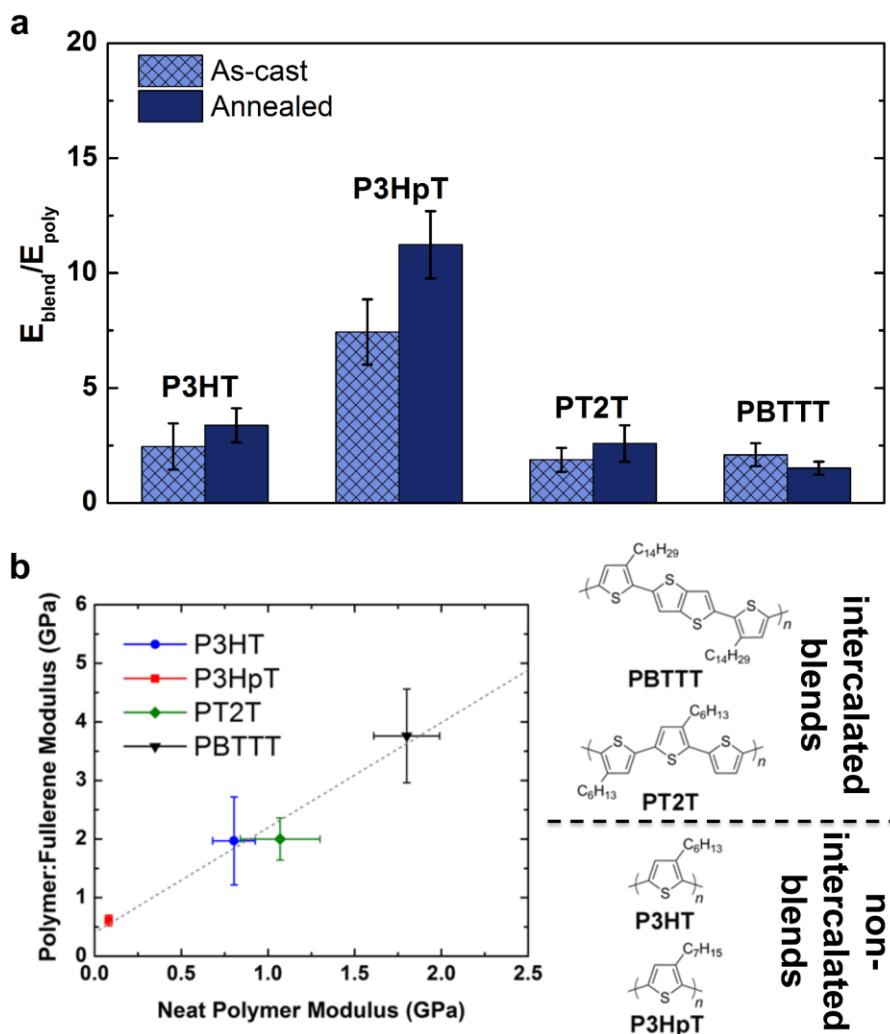 a
20
15
10
5
0
E_blend/E_poly
As-cast
Annealed
P3HT
P3HpT
PT2T
PBTTT
b
Polymer:Fullerene Modulus (GPa)
6
5
4
3
2
1
0
0.0 0.5 1.0 1.5 2.0 2.5
Neat Polymer Modulus (GPa)
P3HT
P3HpT
PT2T
PBTTT
C14H29
S
S
S
S
n
C14H29
PBTTT
C6H13
S
S
S
n
C6H13
PT2T
intercalated
blends
C6H13
S
n
P3HT
C7H15
S
n
P3HpT
non-
intercalated
blends